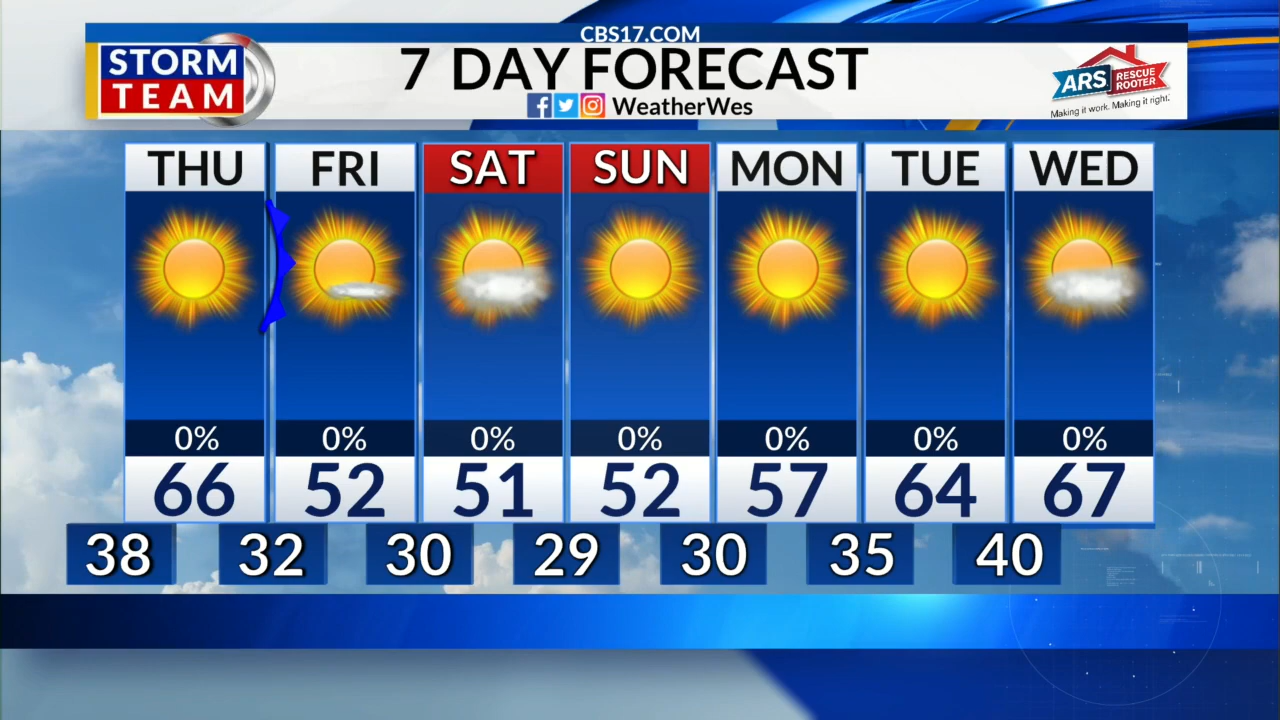 CBS17.COM
STORM
TEAM
7 DAY FORECAST
WeatherWes
ARS
RESCUE
ROOTER
Making it work. Making it right.
THU FRI SAT SUN MON TUE WED
0% 0% 0% 0% 0% 0% 0%
66 52 51 52 57 64 67
38 32 30 29 30 35 40